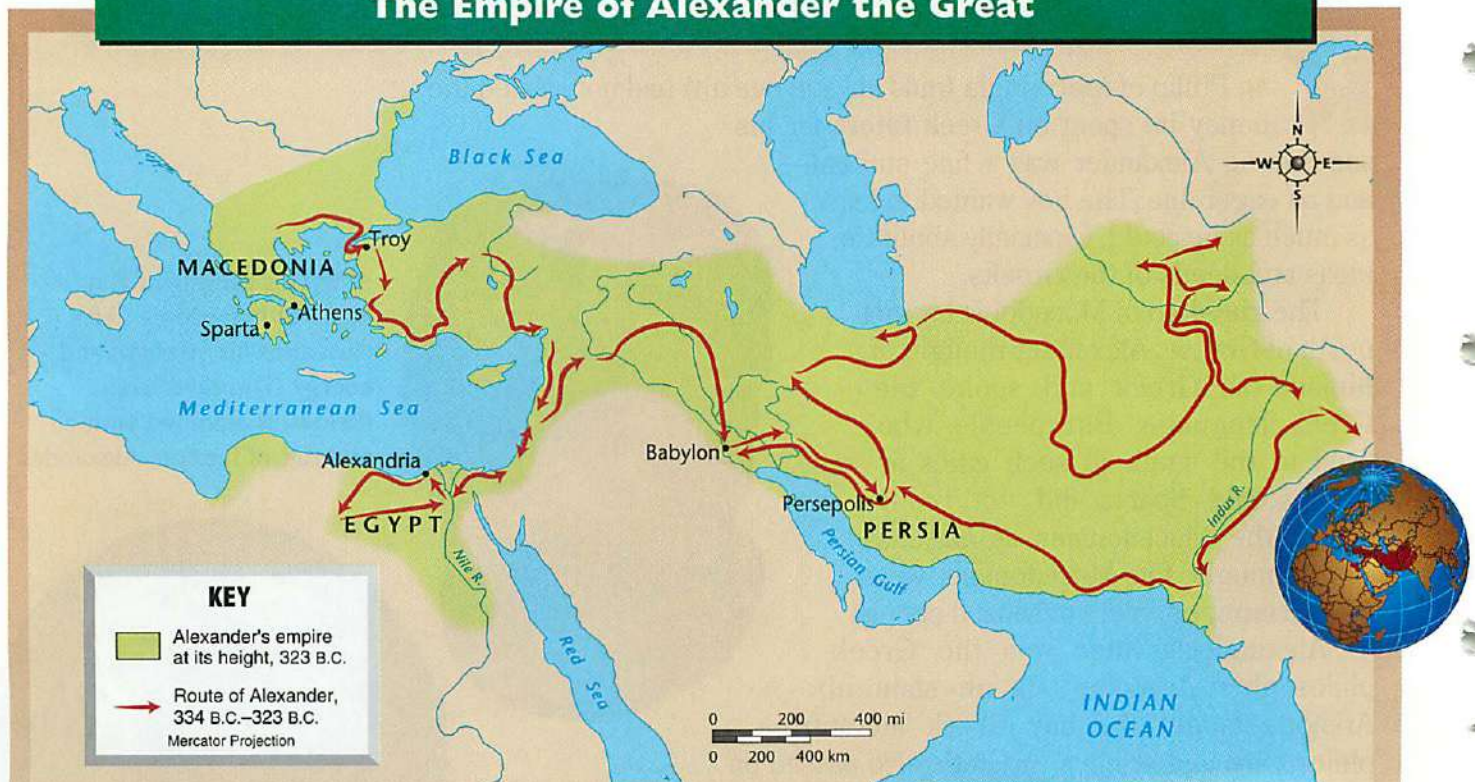 The Empire of Alexander the Great
Black Sea
N
W
E
S
Troy
MACEDONIA
Athens
Sparta
Mediterranean Sea
Alexandria
EGYPT
Nile R.
Babylon
Persepolis
PERSIA
Persian Gulf
Indus R.
Red
Sea
INDIAN
OCEAN
KEY
Alexander's empire
at its height, 323 B.C.
Route of Alexander,
334 B.C.–323 B.C.
Mercator Projection
0 200 400 mi
0 200 400 km